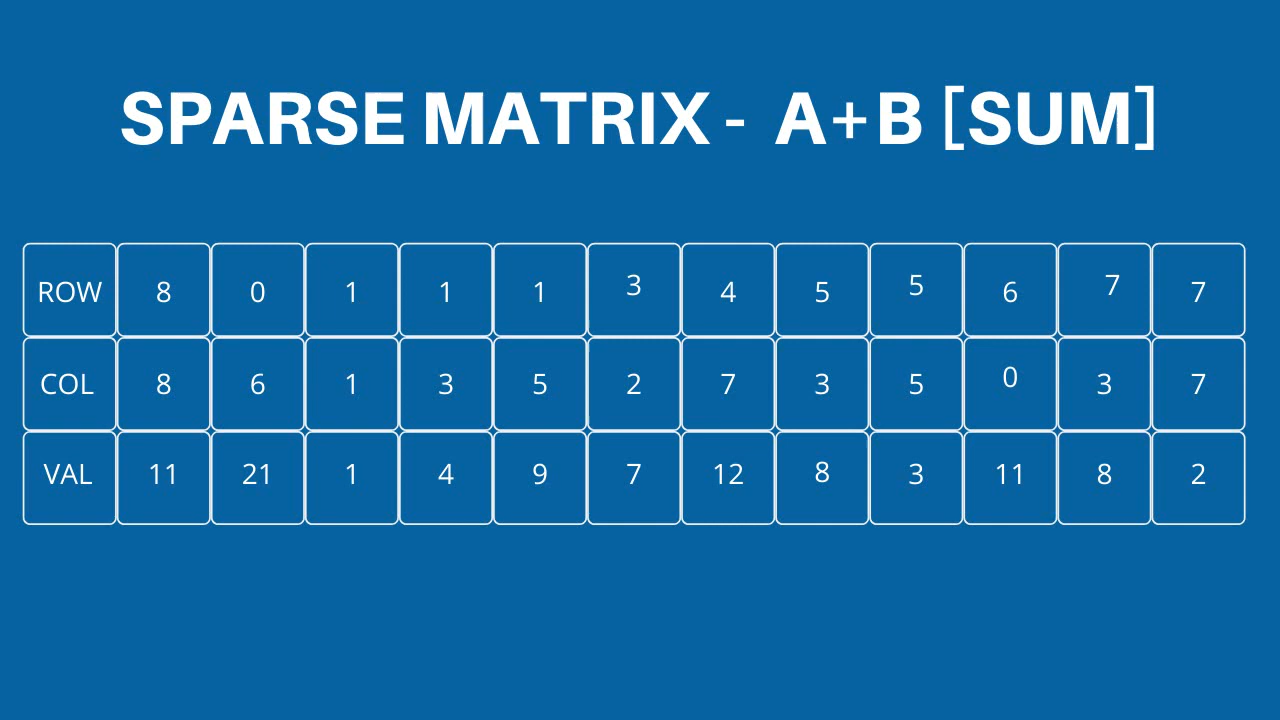 SPARSE MATRIX - A+B [SUM]
ROW 8 0 1 1 1 3 4 5 5 6 7 7
COL 8 6 1 3 5 2 7 3 5 0 3 7
VAL 11 21 1 4 9 7 12 8 3 11 8 2